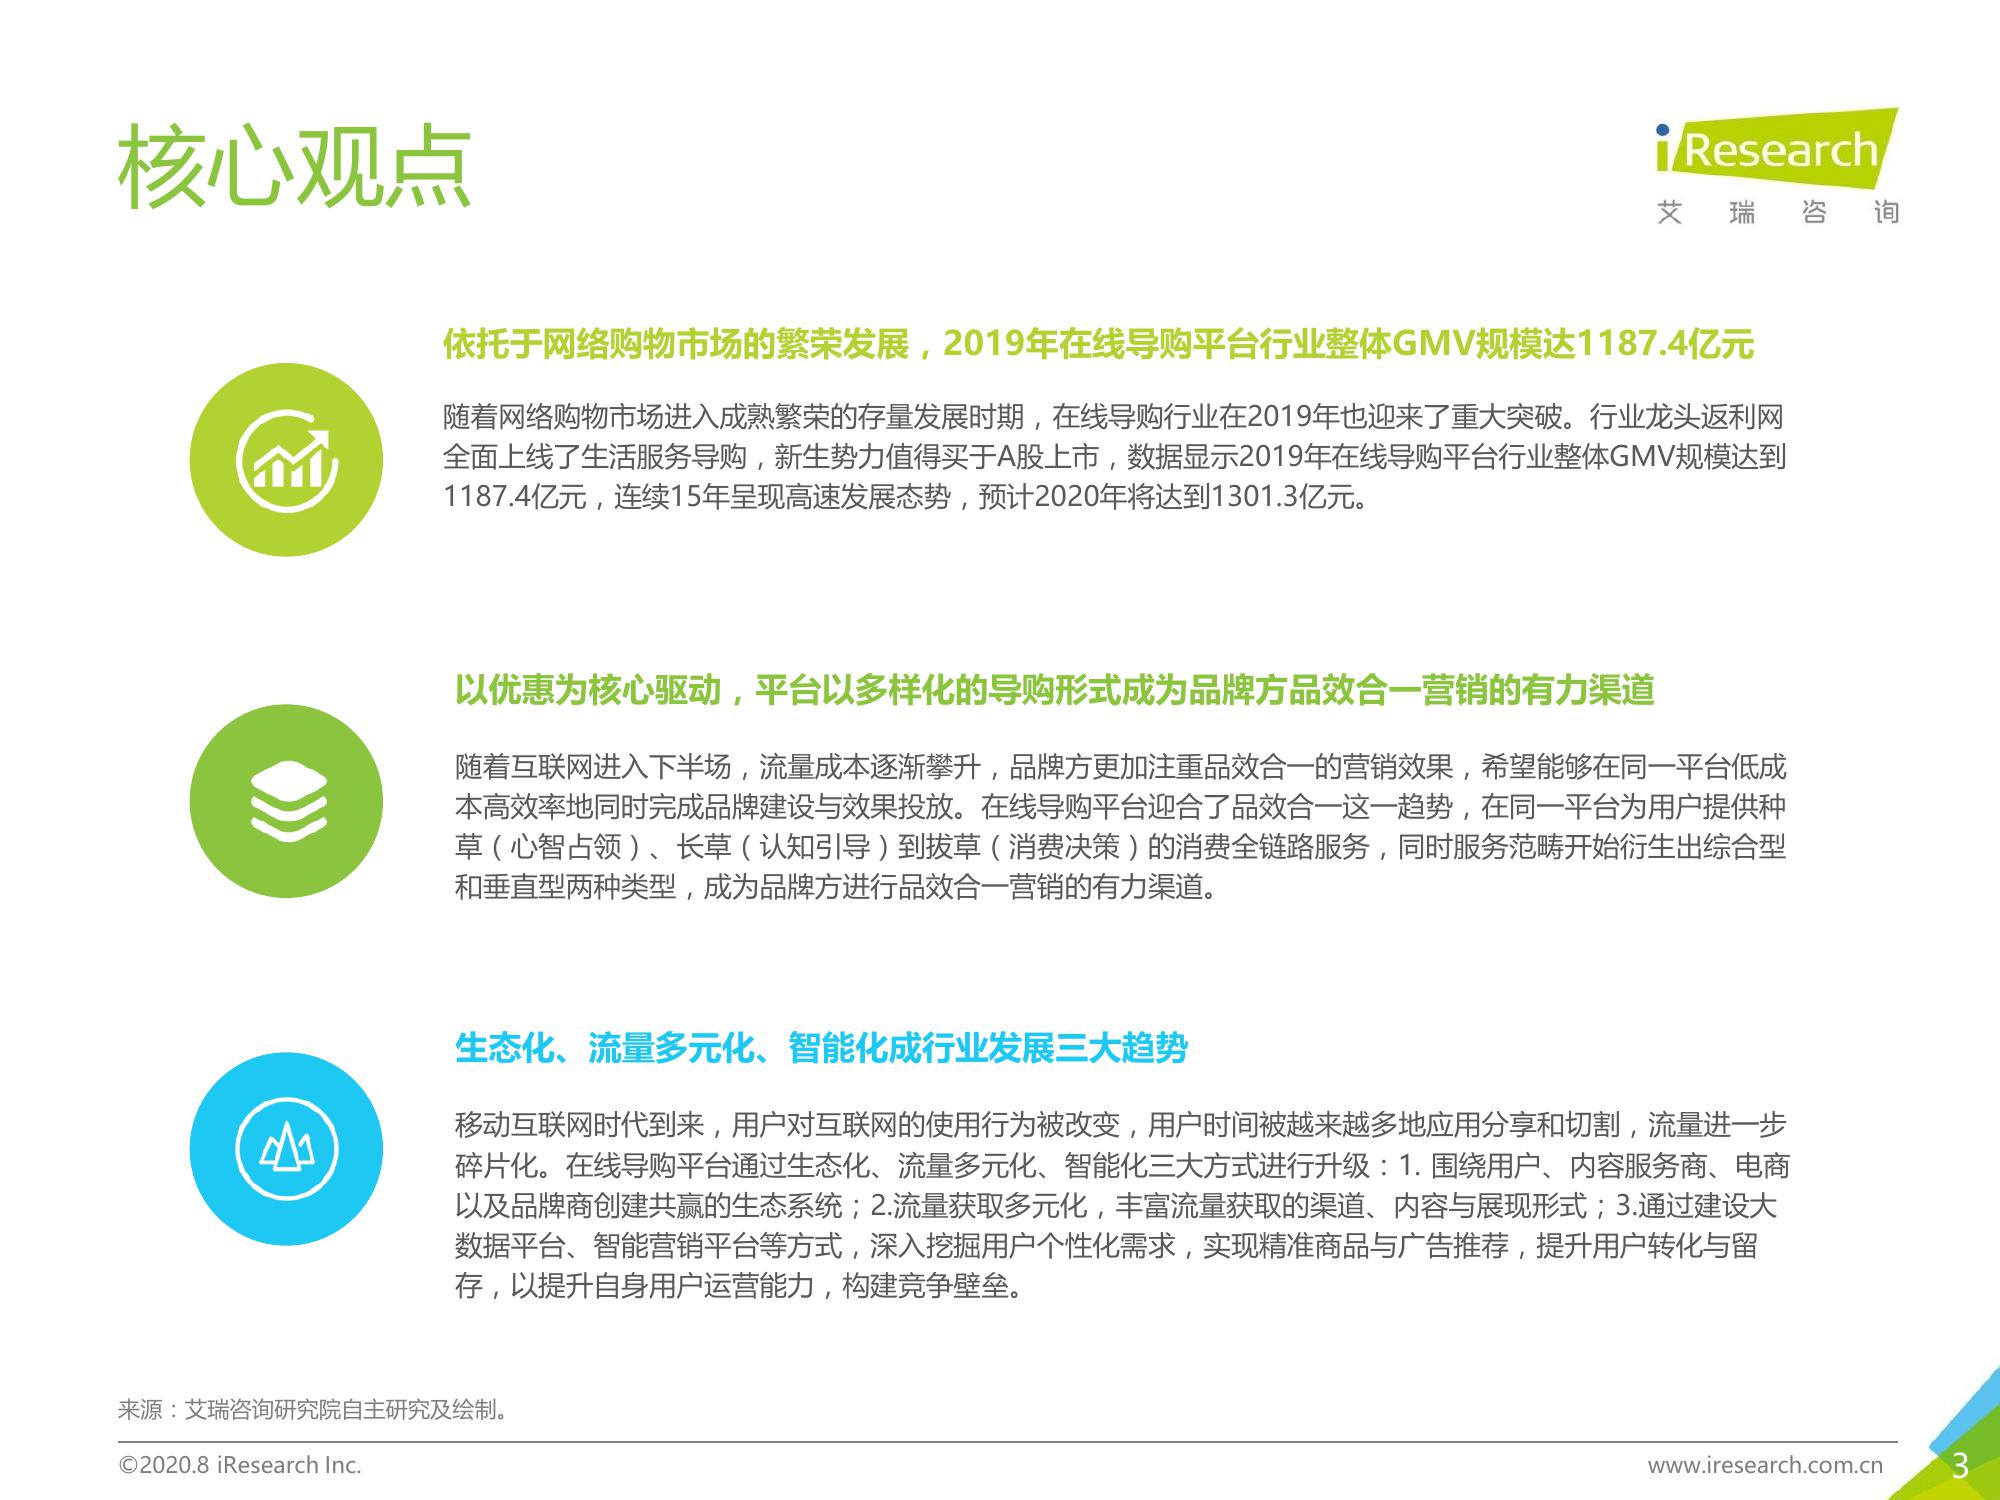 核心观点
iResearch
艾瑞咨询
依托于网络购物市场的繁荣发展，2019年在线导购平台行业整体GMV规模达1187.4亿元
随着网络购物市场进入成熟繁荣的存量发展时期，在线导购行业在2019年也迎来了重大突破。行业龙头返利网
全面上线了生活服务导购，新生势力值得买于A股上市，数据显示2019年在线导购平台行业整体GMV规模达到
1187.4亿元，连续15年呈现高速发展态势，预计2020年将达到1301.3亿元。
以优惠为核心驱动，平台以多样化的导购形式成为品牌方品效合一营销的有力渠道
随着互联网进入下半场，流量成本逐渐攀升，品牌方更加注重品效合一的营销效果，希望能够在同一平台低成
本高效率地同时完成品牌建设与效果投放。在线导购平台迎合了品效合一这一趋势，在同一平台为用户提供种
草（心智占领）、长草（认知引导）到拔草（消费决策）的消费全链路服务，同时服务范畴开始衍生出综合型
和垂直型两种类型，成为品牌方进行品效合一营销的有力渠道。
生态化、流量多元化、智能化成行业发展三大趋势
移动互联网时代到来，用户对互联网的使用行为被改变，用户时间被越来越多地应用分享和切割，流量进一步
碎片化。在线导购平台通过生态化、流量多元化、智能化三大方式进行升级：1. 围绕用户、内容服务商、电商
以及品牌商创建共赢的生态系统；2.流量获取多元化，丰富流量获取的渠道、内容与展现形式；3.通过建设大
数据平台、智能营销平台等方式，深入挖掘用户个性化需求，实现精准商品与广告推荐，提升用户转化与留
存，以提升自身用户运营能力，构建竞争壁垒。
来源：艾瑞咨询研究院自主研究及绘制。
©2020.8 iResearch Inc.
www.iresearch.com.cn
3